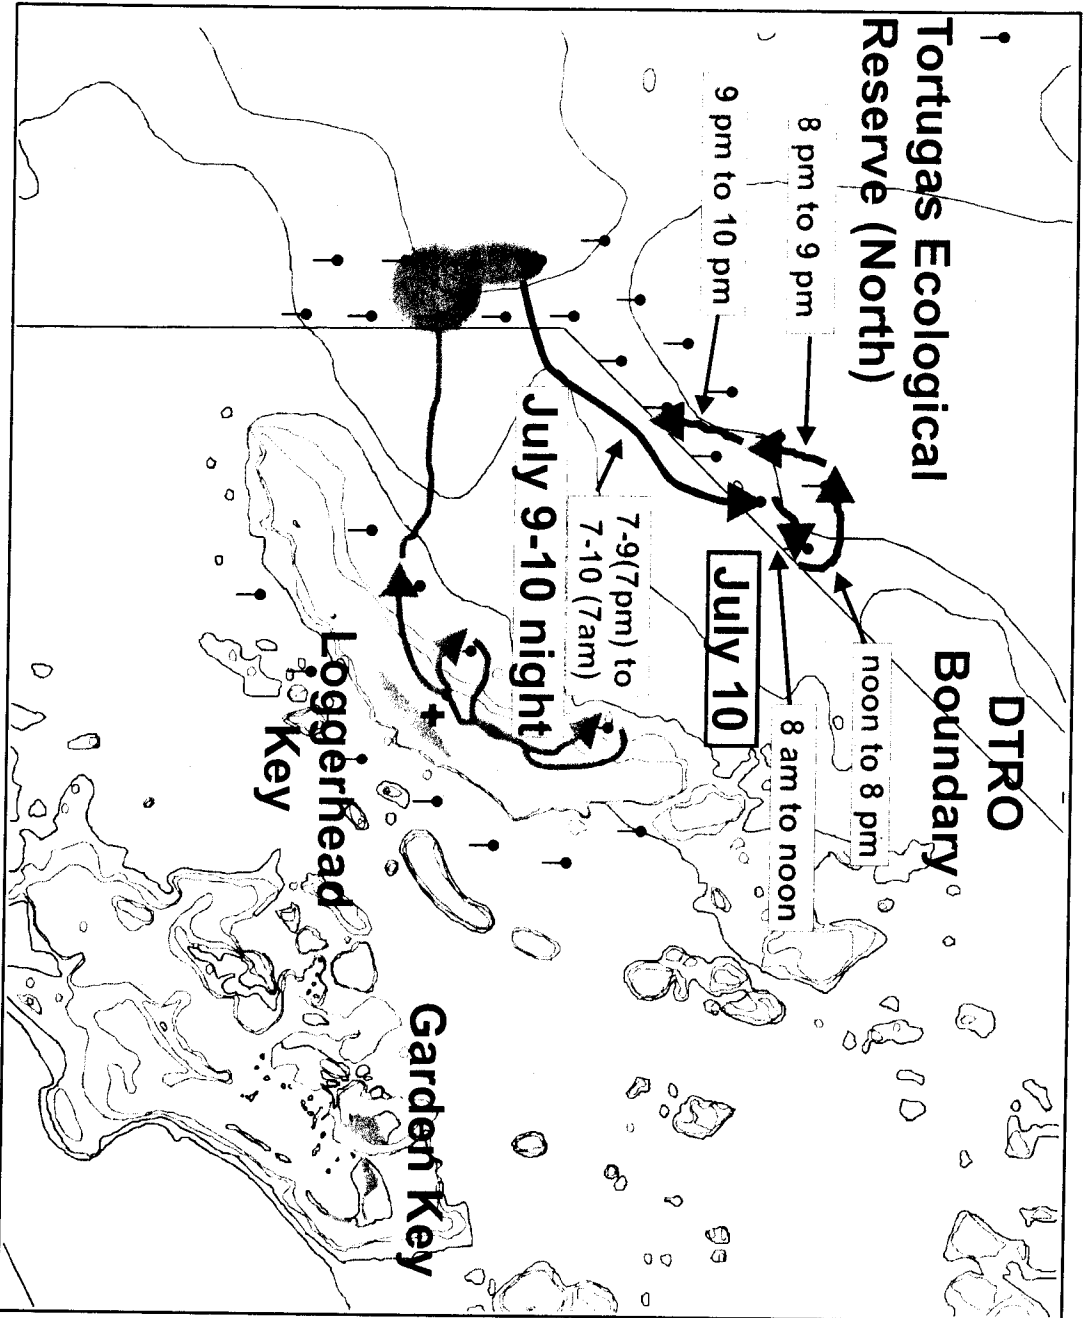 Tortugas Ecological
Reserve (North)
8 pm to 9 pm
9 pm to 10 pm
DTRO
Boundary
noon to 8 pm
8 am to noon
July 10
7-9(7pm) to
7-10 (7am)
July 9-10 night
+
Loggerhead
Key
Garden Key